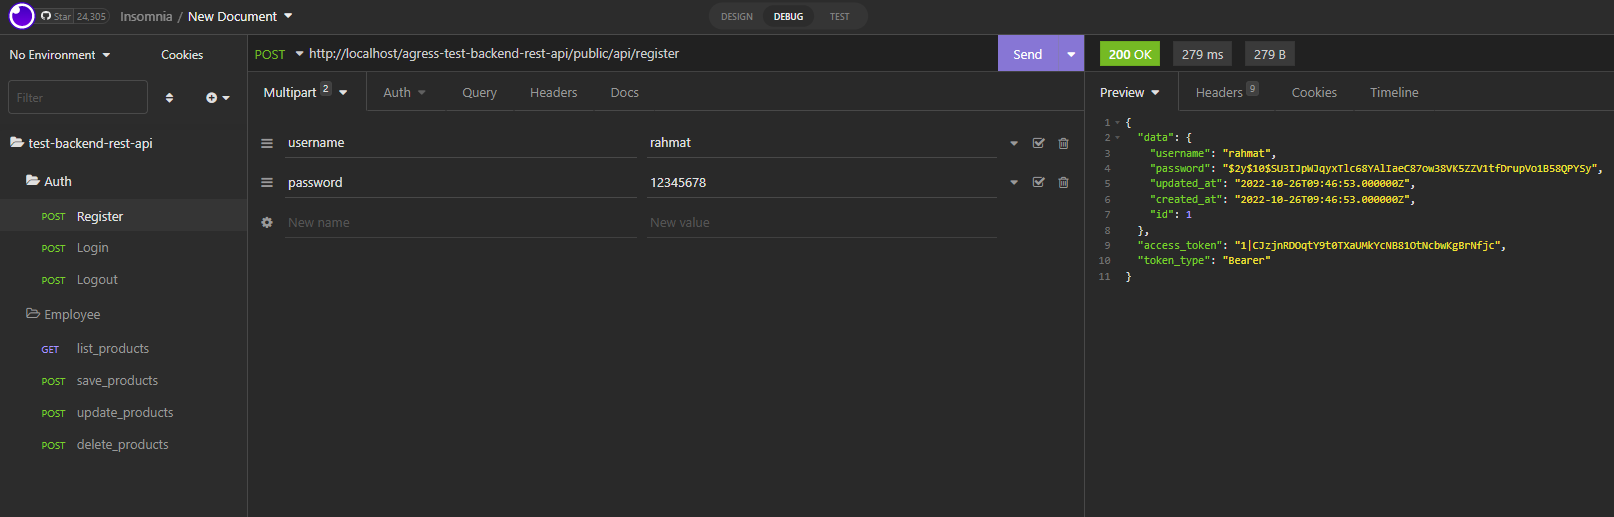 Star 24,305 Insomnia / New Document DESIGN DEBUG TEST
No Environment Cookies
Filter
test-backend-rest-api
Auth
POST Register
POST Login
POST Logout
Employee
GET list_products
POST save_products
POST update_products
POST delete_products
POST http://localhost/agress-test-backend-rest-api/public/api/register Send
Multipart 2 Auth Query Headers Docs
username rahmat
password 12345678
New name New value
200 OK 279 ms 279 B
Preview Headers 9 Cookies Timeline
1 {
2 "data": {
3 "username": "rahmat",
4 "password": "$2y$10$SU3IJpWJqyxTlc68YAlIaeC87ow38VK5ZZV1tfDrupVo1B58QPYSy",
5 "updated_at": "2022-10-26T09:46:53.000000Z",
6 "created_at": "2022-10-26T09:46:53.000000Z",
7 "id": 1
8 },
9 "access_token": "1|CJzjnRDOqtY9t0TXaUMkYcNB81OtNcbwKgBrNfjc",
10 "token_type": "Bearer"
11 }